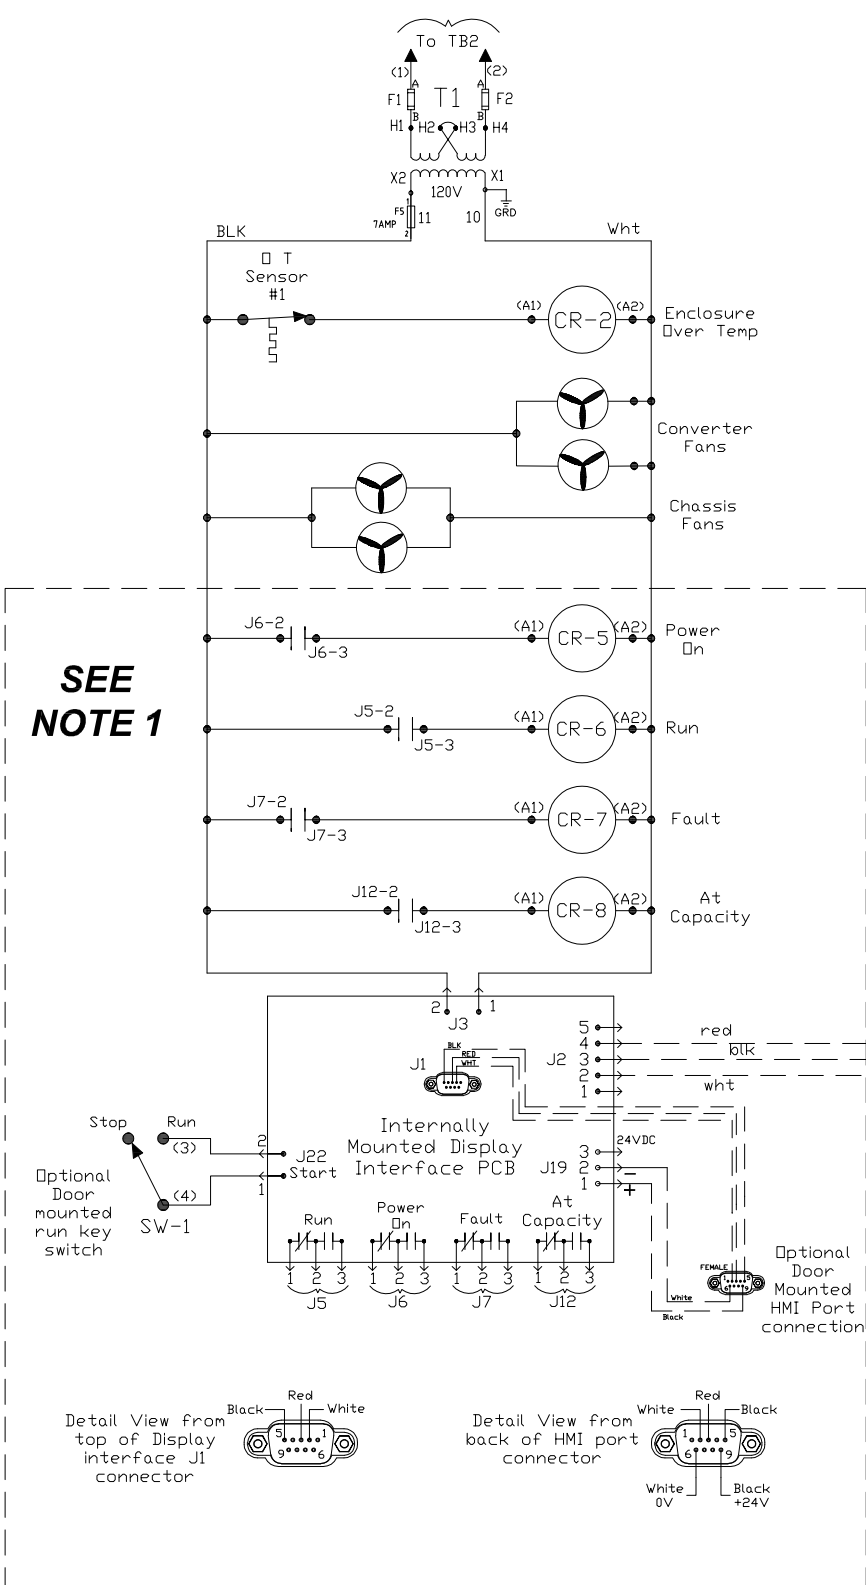 To TB2
(1) (2)
A A
F1 T1 F2
B B
H1 H2 H3 H4
X2 X1
120V
GRD
1
F5
7AMP 11 10
2
BLK Wht
O T
Sensor
#1
(A1) CR-2 (A2) Enclosure
Over Temp
Converter
Fans
Chassis
Fans
J6-2 (A1) CR-5 (A2) Power
On
J6-3
SEE
NOTE 1
J5-2 (A1) CR-6 (A2) Run
J5-3
J7-2 (A1) CR-7 (A2) Fault
J7-3
J12-2 (A1) CR-8 (A2) At
Capacity
J12-3
2 1
J3
5
4 red
J2 3 blk
2
1 wht
BLK
RED
WHT
J1
Internally
Mounted Display
Interface PCB
Stop Run
(3)
2
J22
Start
1
(4)
SW-1
Optional
Door
mounted
run key
switch
24VDC
3
J19 2 -
1 +
Run Power
On Fault At
Capacity
1 2 3 1 2 3 1 2 3 1 2 3
J5 J6 J7 J12
FEMALE
1 5
6 9
White
Black
Optional
Door
Mounted
HMI Port
connection
Detail View from
top of Display
interface J1
connector
Black Red White
5 1
9 6
Detail View from
back of HMI port
connector
White Red Black
1 5
6 9
White
0V
Black
+24V